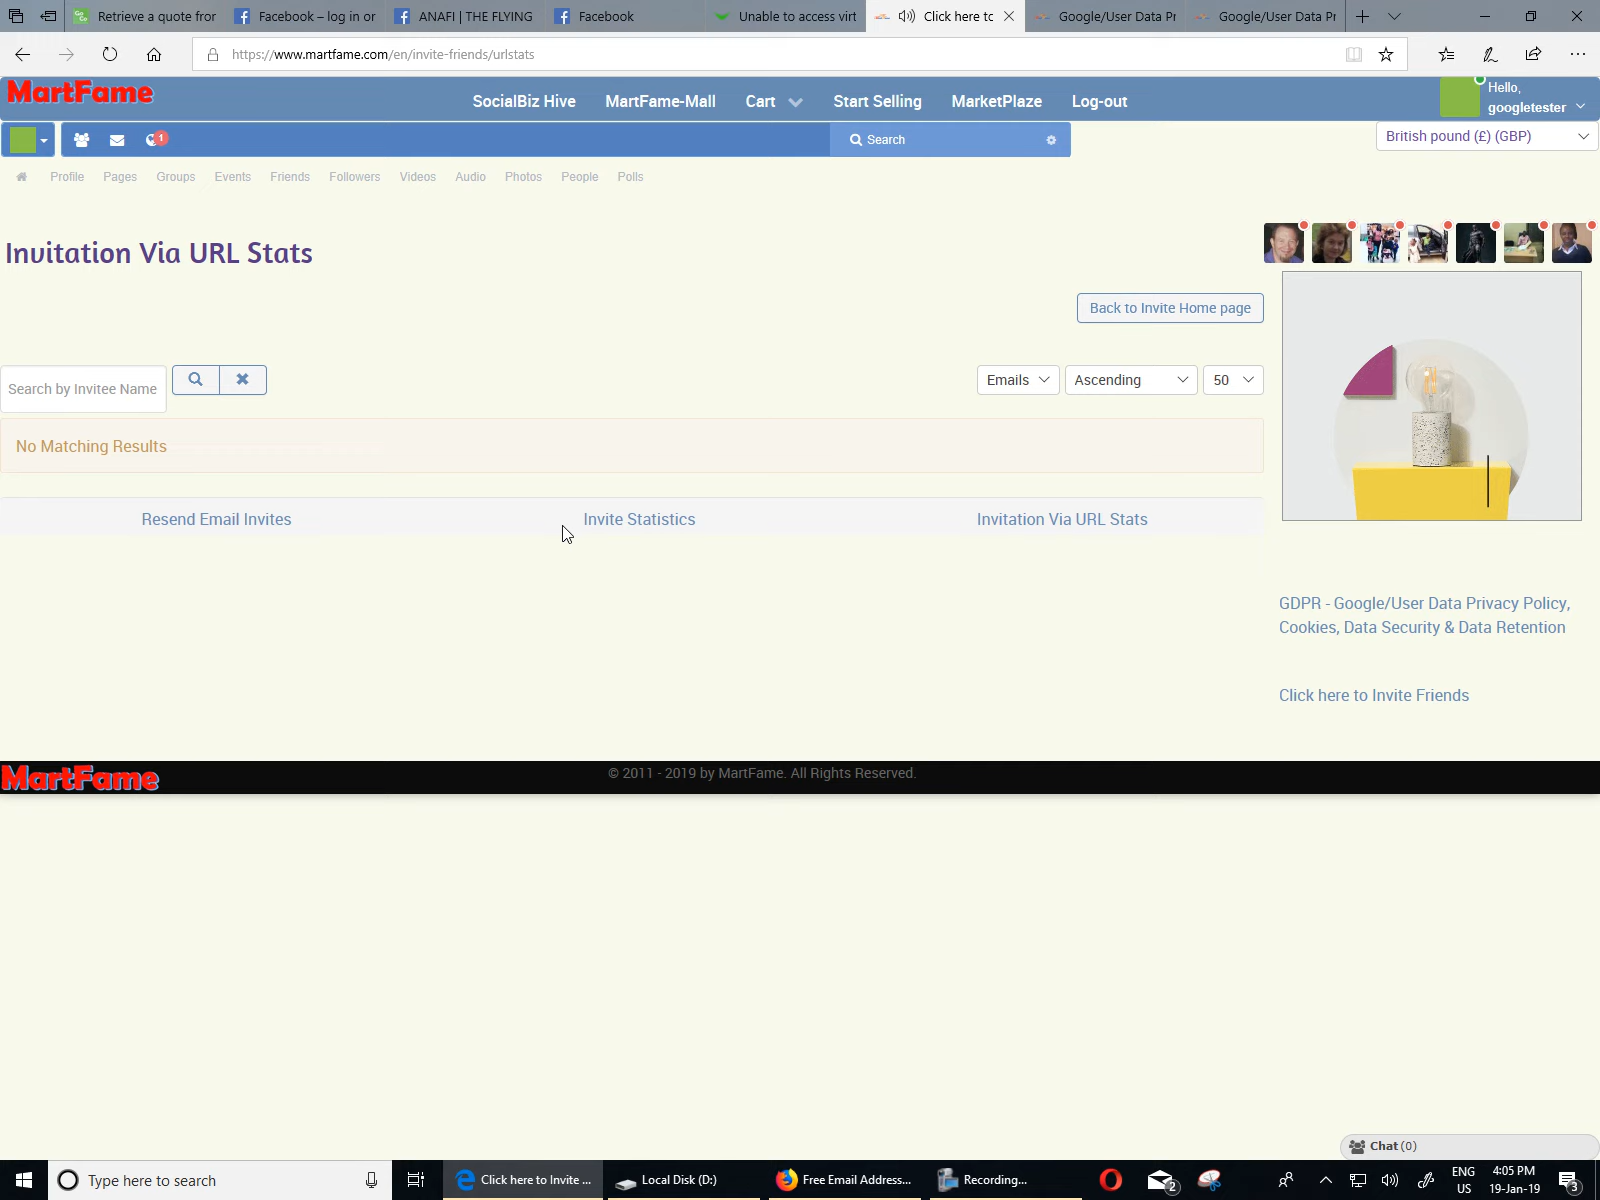 Retrieve a quote fror
Facebook – log in or
ANAFI | THE FLYING
Facebook
Unable to access virt
Click here tc
Google/User Data Pr
Google/User Data Pr
https://www.martfame.com/en/invite-friends/urlstats
MartFame
SocialBiz Hive
MartFame-Mall
Cart
Start Selling
MarketPlaze
Log-out
Hello,
googletester
1
Search
British pound (£) (GBP)
Profile
Pages
Groups
Events
Friends
Followers
Videos
Audio
Photos
People
Polls
Invitation Via URL Stats
Back to Invite Home page
Search by Invitee Name
Emails
Ascending
50
No Matching Results
Resend Email Invites
Invite Statistics
Invitation Via URL Stats
GDPR - Google/User Data Privacy Policy,
Cookies, Data Security & Data Retention
Click here to Invite Friends
MartFame
© 2011 - 2019 by MartFame. All Rights Reserved.
Chat (0)
Type here to search
Click here to Invite ...
Local Disk (D:)
Free Email Address...
Recording...
2
ENG
US
4:05 PM
19-Jan-19
3